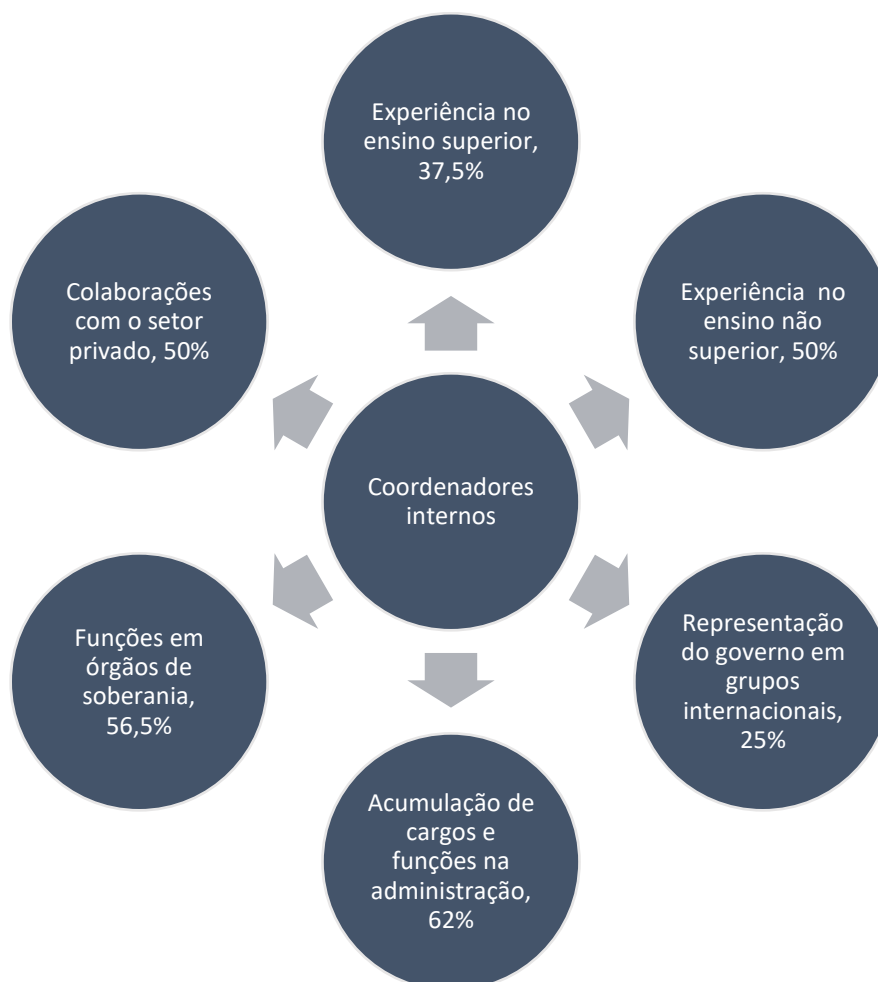 Experiência no
ensino superior,
37,5%
Colaborações
com o setor
privado, 50%
Experiência no
ensino não
superior, 50%
Coordenadores
internos
Funções em
órgãos de
soberania,
56,5%
Representação
do governo em
grupos
internacionais,
25%
Acumulação de
cargos e
funções na
administração,
62%